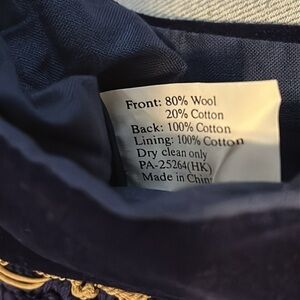 Front: 80% Wool
20% Cotton
Back: 100% Cotton
Lining: 100% Cotton
Dry clean only
PA-25264(HK)
Made in China